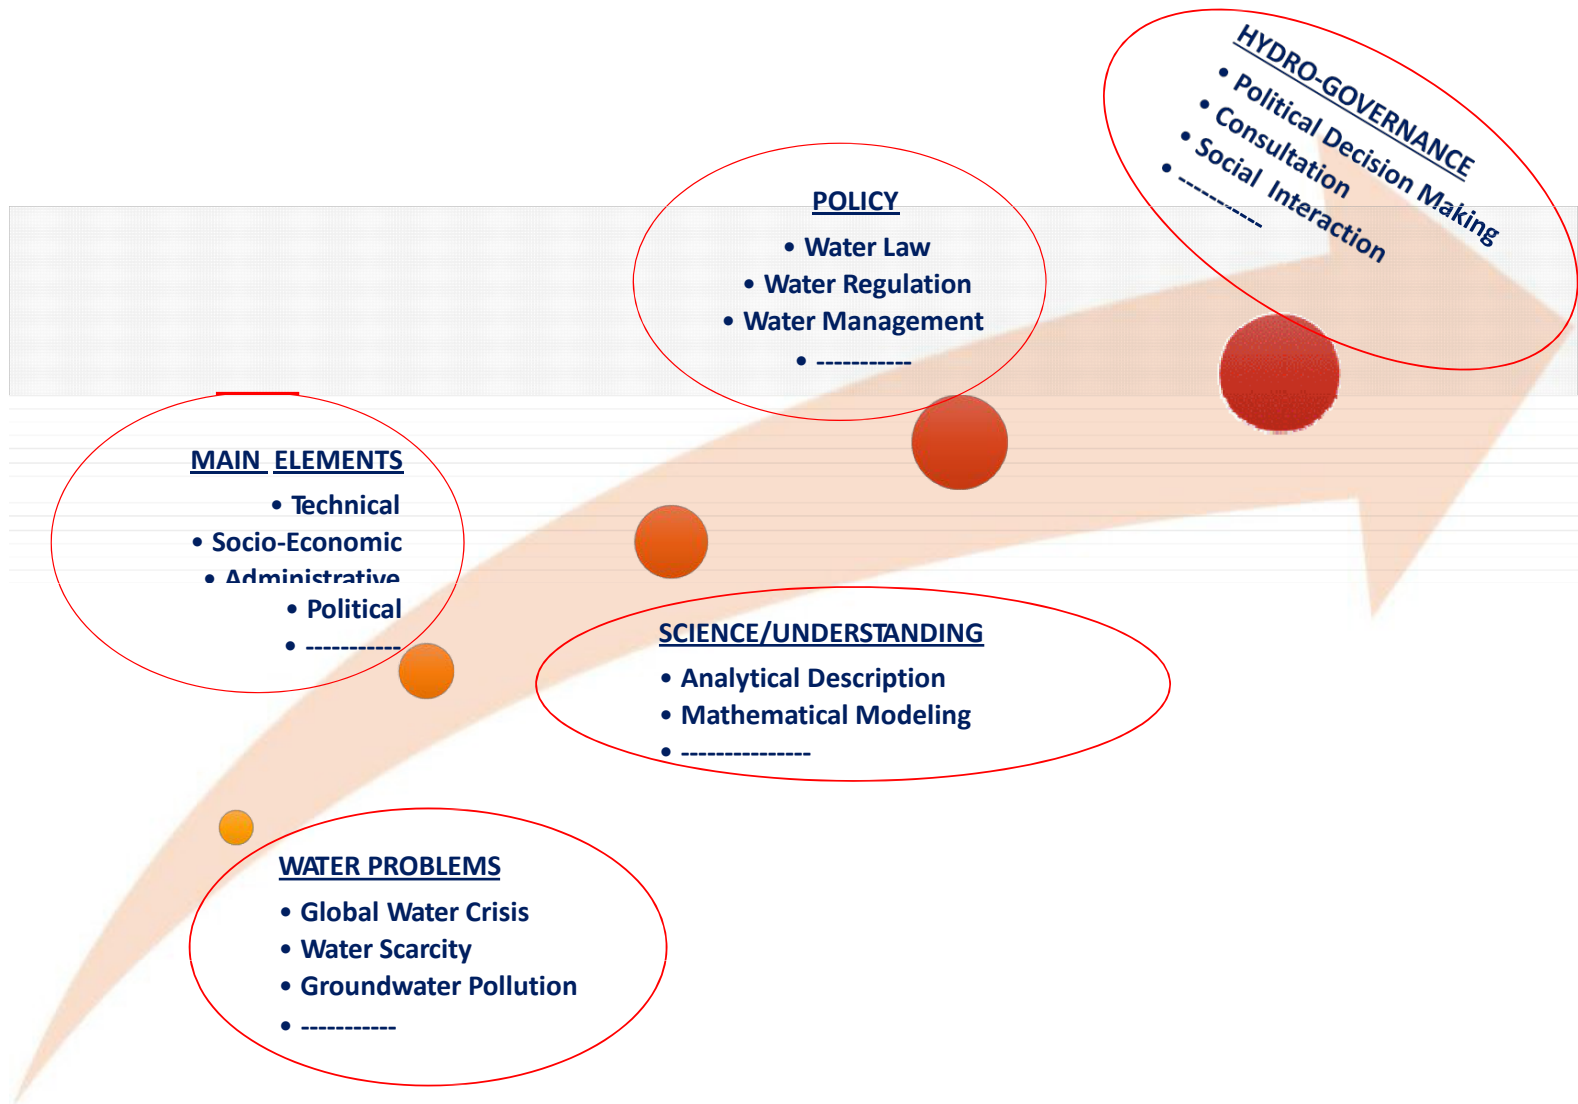 HYDRO-GOVERNANCE
• Political Decision Making
• Consultation
• Social Interaction
• ----------
POLICY
• Water Law
• Water Regulation
• Water Management
• -----------
MAIN ELEMENTS
• Technical
• Socio-Economic
• Administrative
• Political
• -----------
SCIENCE/UNDERSTANDING
• Analytical Description
• Mathematical Modeling
• ---------------
WATER PROBLEMS
• Global Water Crisis
• Water Scarcity
• Groundwater Pollution
• -----------